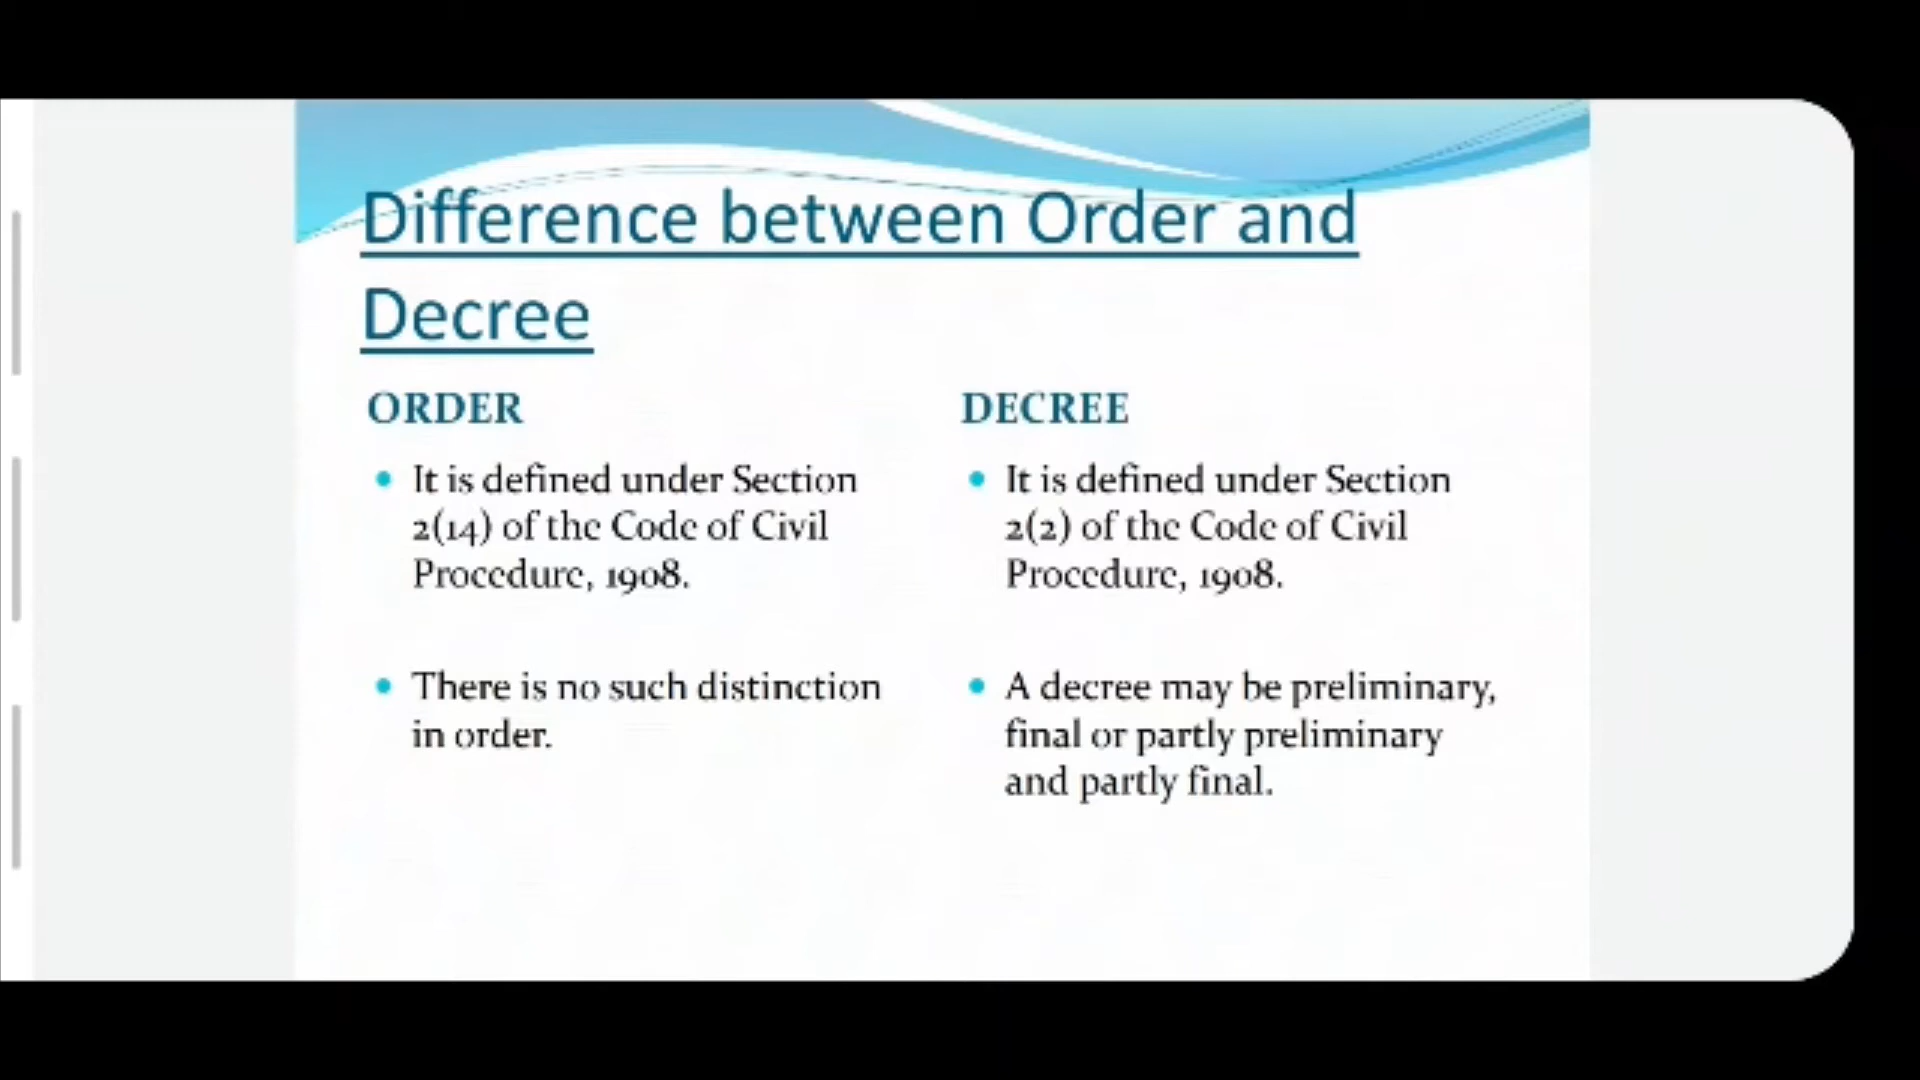 Difference between Order and
Decree
ORDER
• It is defined under Section
2(14) of the Code of Civil
Procedure, 1908.
• There is no such distinction
in order.
DECREE
• It is defined under Section
2(2) of the Code of Civil
Procedure, 1908.
• A decree may be preliminary,
final or partly preliminary
and partly final.